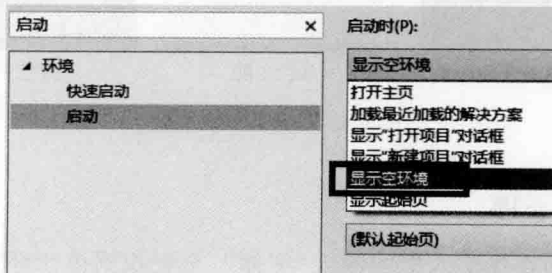 启动
环境
快速启动
启动
启动时(P):
显示空环境
打开主页
加载最近加载的解决方案
显示"打开项目"对话框
显示"新建项目"对话框
显示空环境
显示起始页
(默认起始页)